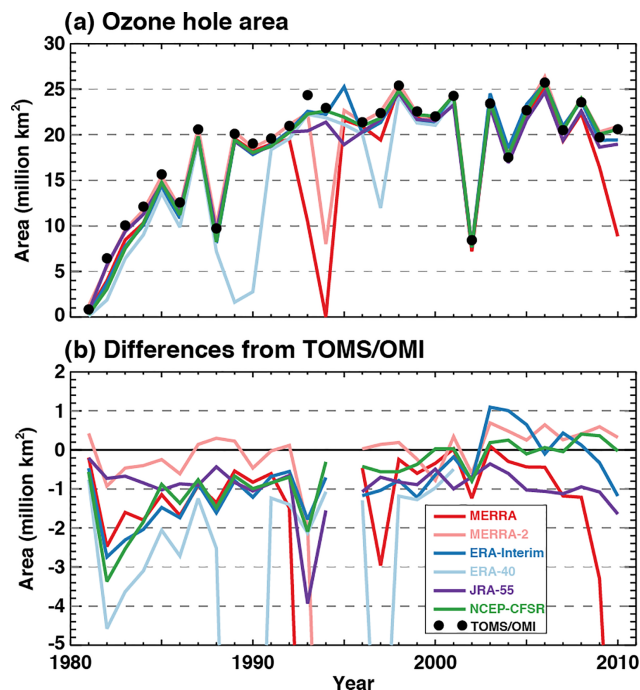 (a) Ozone hole area
30
25
20
15
10
5
0
Area (million km²)
(b) Differences from TOMS/OMI
2
1
0
-1
-2
-3
-4
-5
Area (million km²)
MERRA
MERRA-2
ERA-Interim
ERA-40
JRA-55
NCEP-CFSR
TOMS/OMI
1980 1990 2000 2010
Year